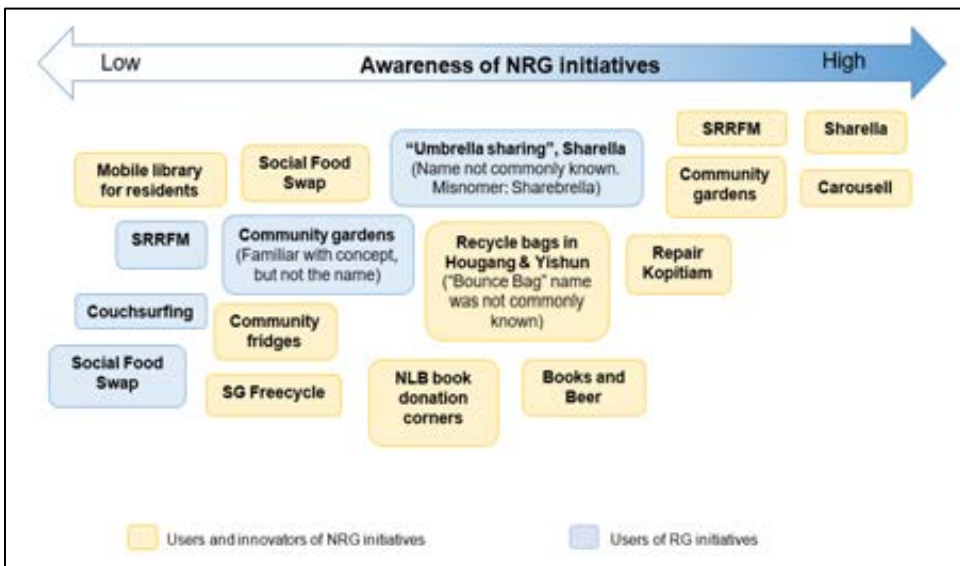 Low
Awareness of NRG initiatives
High
SRRFM
Sharella
Mobile library
for residents
Social Food
Swap
"Umbrella sharing", Sharella
(Name not commonly known.
Misnomer: Sharebrella)
Community
gardens
Carousell
SRRFM
Community gardens
(Familiar with concept,
but not the name)
Recycle bags in
Hougang & Yishun
("Bounce Bag" name
was not commonly
known)
Repair
Kopitiam
Couchsurfing
Community
fridges
Social Food
Swap
SG Freecycle
NLB book
donation
corners
Books and
Beer
Users and innovators of NRG initiatives
Users of RG initiatives